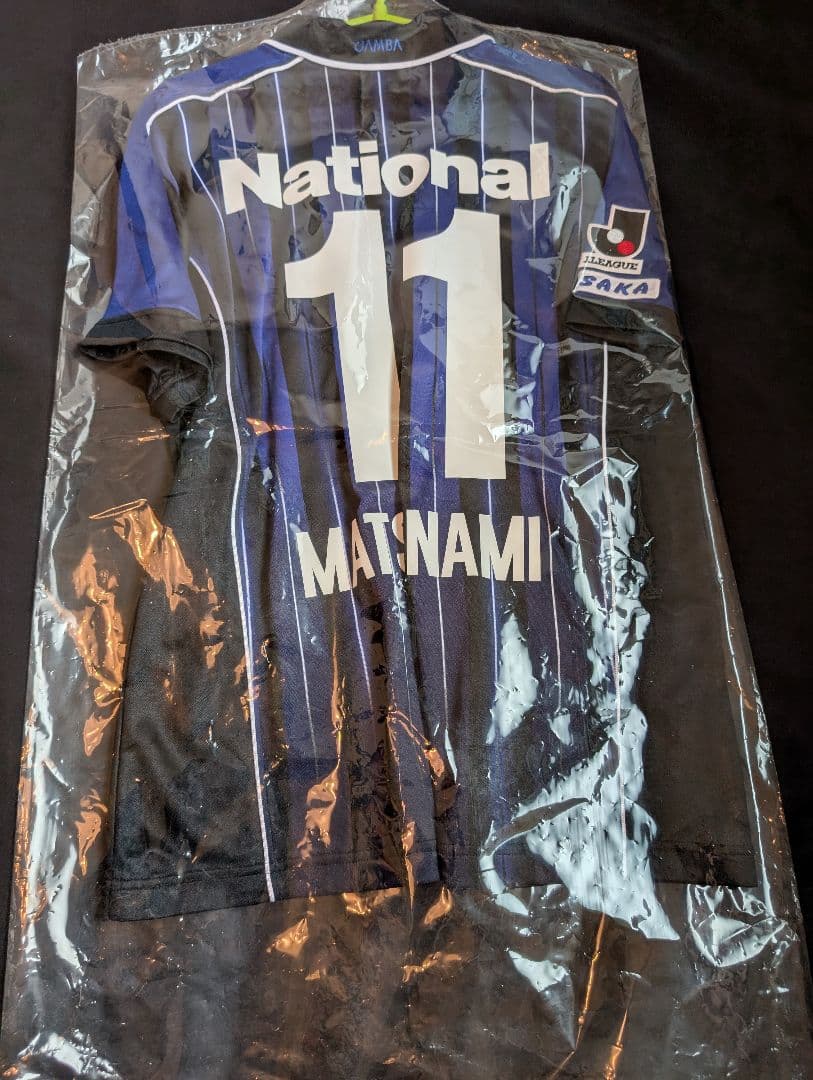 GAMBA
National
11
J.LEAGUE
SAKA
MATSNAMI